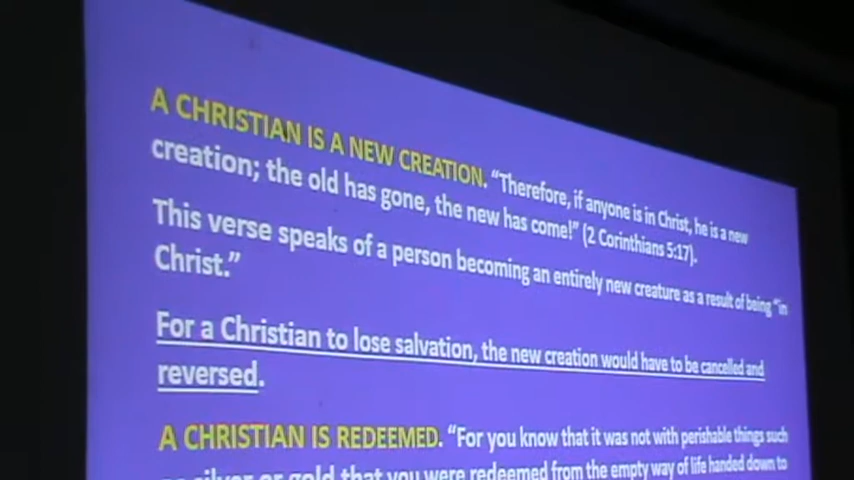 A CHRISTIAN IS A NEW CREATION. “Therefore, if anyone is in Christ, he is a new
creation; the old has gone, the new has come!” (2 Corinthians 5:17).
This verse speaks of a person becoming an entirely new creature as a result of being “in
Christ.”
For a Christian to lose salvation, the new creation would have to be cancelled and
reversed.
A CHRISTIAN IS REDEEMED. “For you know that it was not with perishable things such
as silver or gold that you were redeemed from the empty way of life handed down to